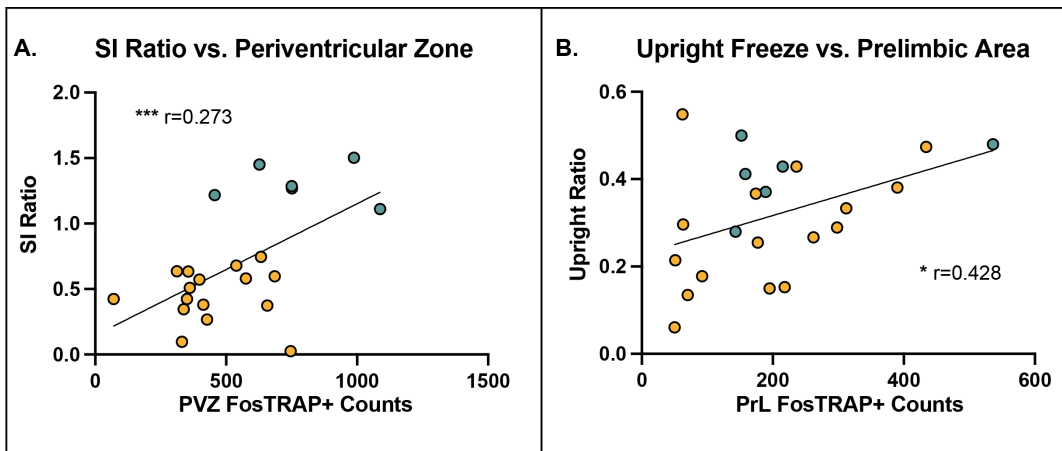 A. SI Ratio vs. Periventricular Zone
2.0
*** r=0.273
1.5
SI Ratio
1.0
0.5
0.0
0 500 1000 1500
PVZ FosTRAP+ Counts
B. Upright Freeze vs. Prelimbic Area
0.6
0.4
Upright Ratio
0.2
* r=0.428
0.0
0 200 400 600
PrL FosTRAP+ Counts